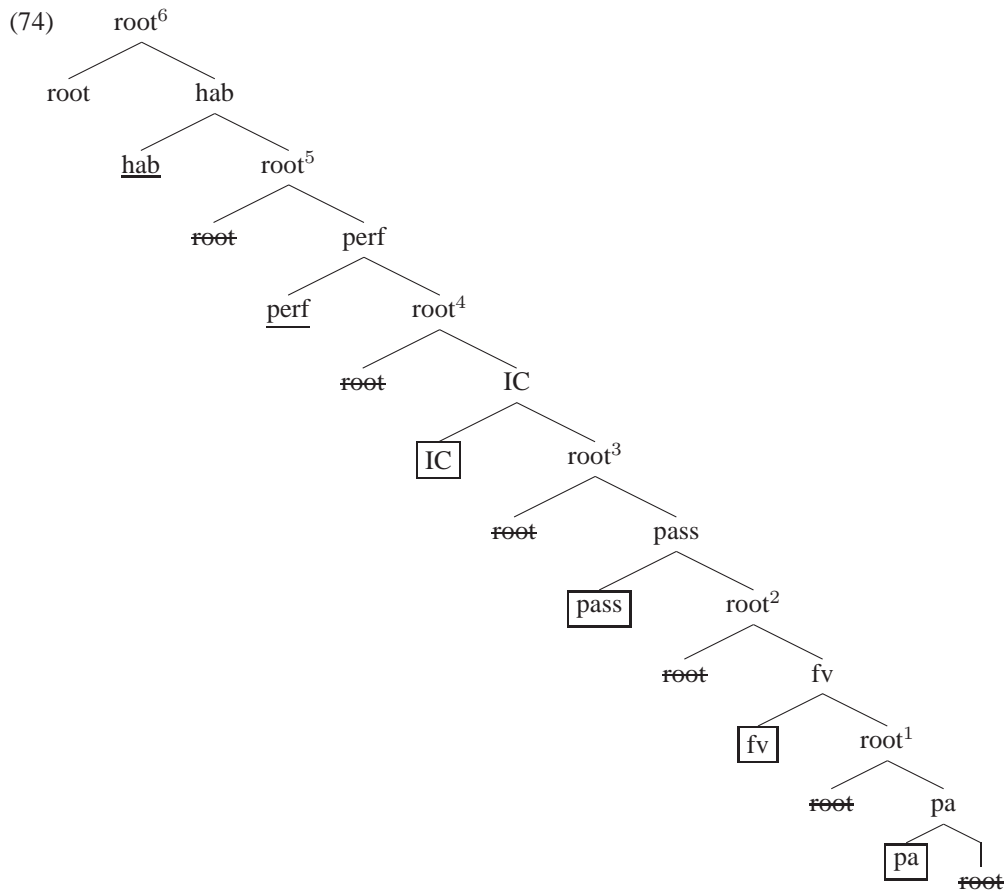 (74) root⁶
root hab
hab root⁵
root perf
perf root⁴
root IC
IC root³
root pass
pass root²
root fv
fv root¹
root pa
pa
root